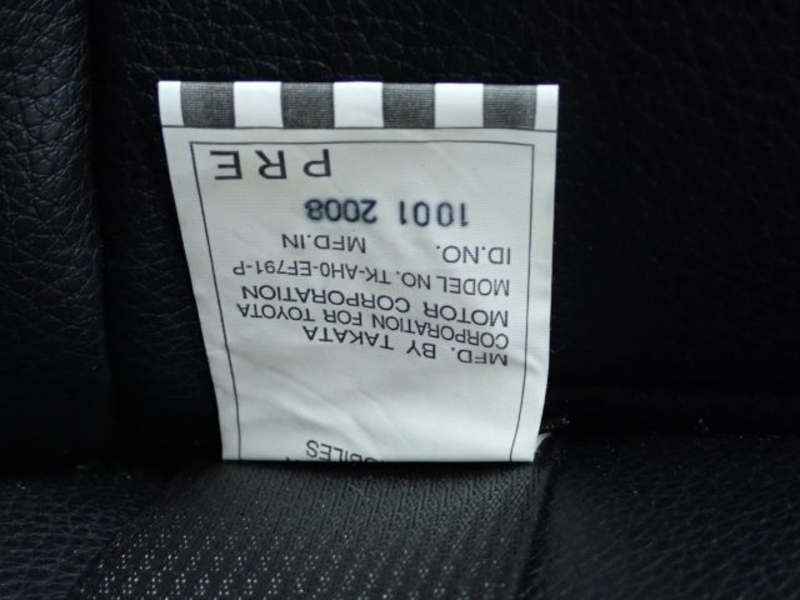 OBILES
MFD. BY TAKATA
CORPORATION FOR TOYOTA
MOTOR CORPORATION
MODEL NO. TK-AH0-EF791-P
ID.NO. MFD.IN
1001 2008
PRE